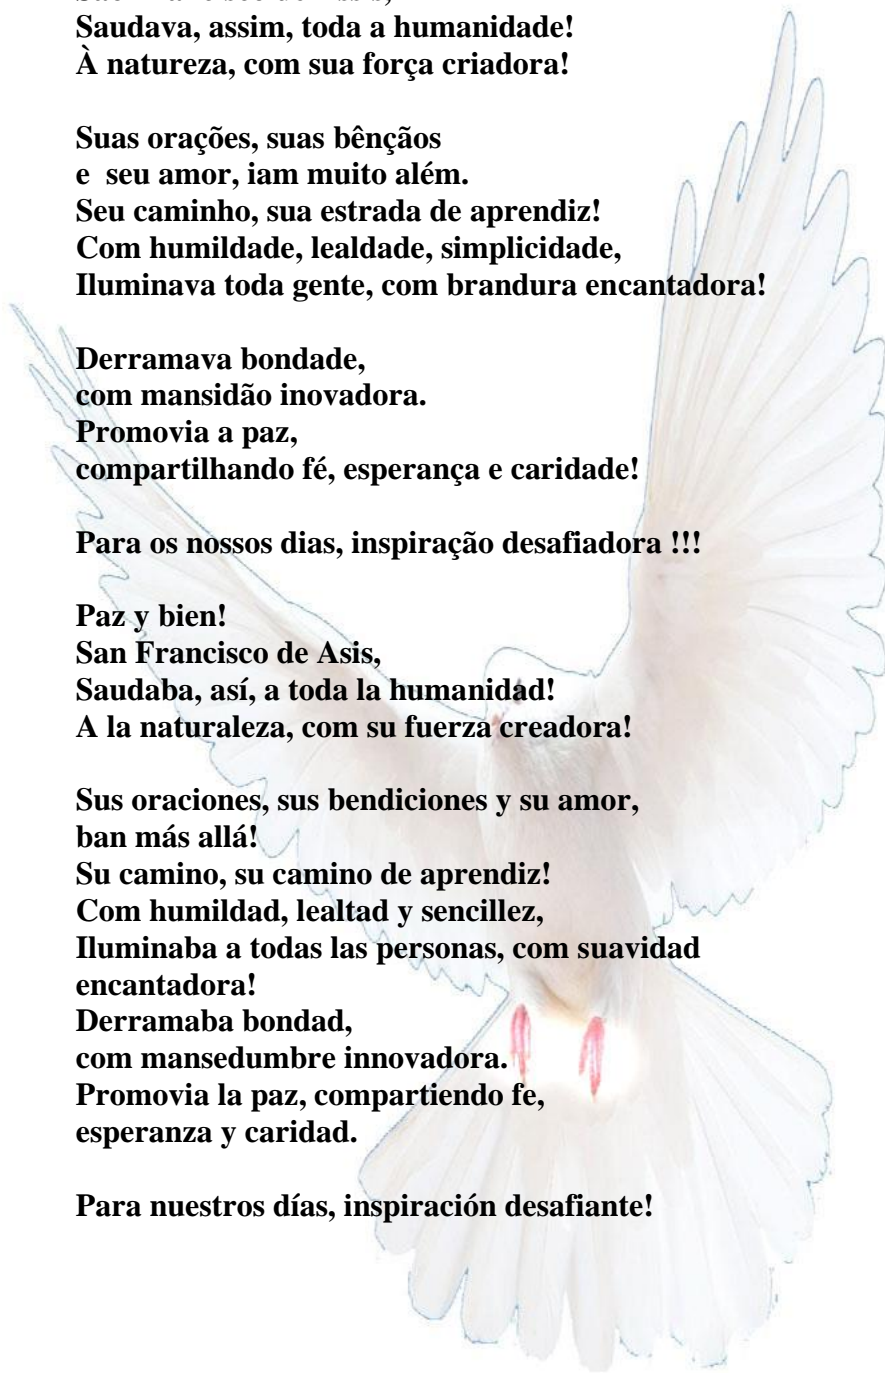 Saudava, assim, toda a humanidade!
À natureza, com sua força criadora!
Suas orações, suas bênçãos
e seu amor, iam muito além.
Seu caminho, sua estrada de aprendiz!
Com humildade, lealdade, simplicidade,
Iluminava toda gente, com brandura encantadora!
Derramava bondade,
com mansidão inovadora.
Promovia a paz,
compartilhando fé, esperança e caridade!
Para os nossos dias, inspiração desafiadora !!!
Paz y bien!
San Francisco de Asis,
Saudaba, así, a toda la humanidad!
A la naturaleza, com su fuerza creadora!
Sus oraciones, sus bendiciones y su amor,
ban más allá!
Su camino, su camino de aprendiz!
Com humildad, lealtad y sencillez,
Iluminaba a todas las personas, com suavidad
encantadora!
Derramaba bondad,
com mansedumbre innovadora.
Promovia la paz, compartiendo fe,
esperanza y caridad.
Para nuestros días, inspiración desafiante!